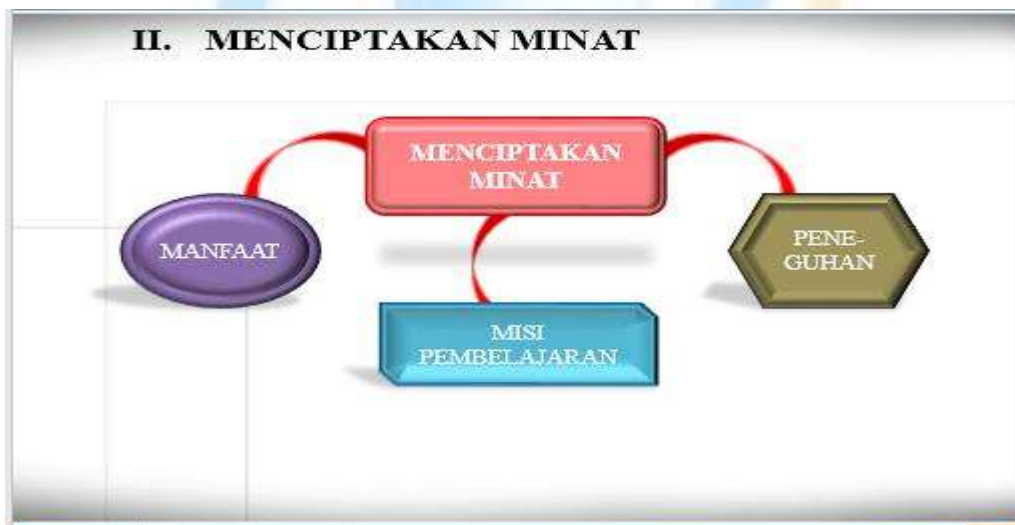 II. MENCIPTAKAN MINAT
MENCIPTAKAN
MINAT
MANFAAT
PENE-
GUHAN
MISI
PEMBELAJARAN